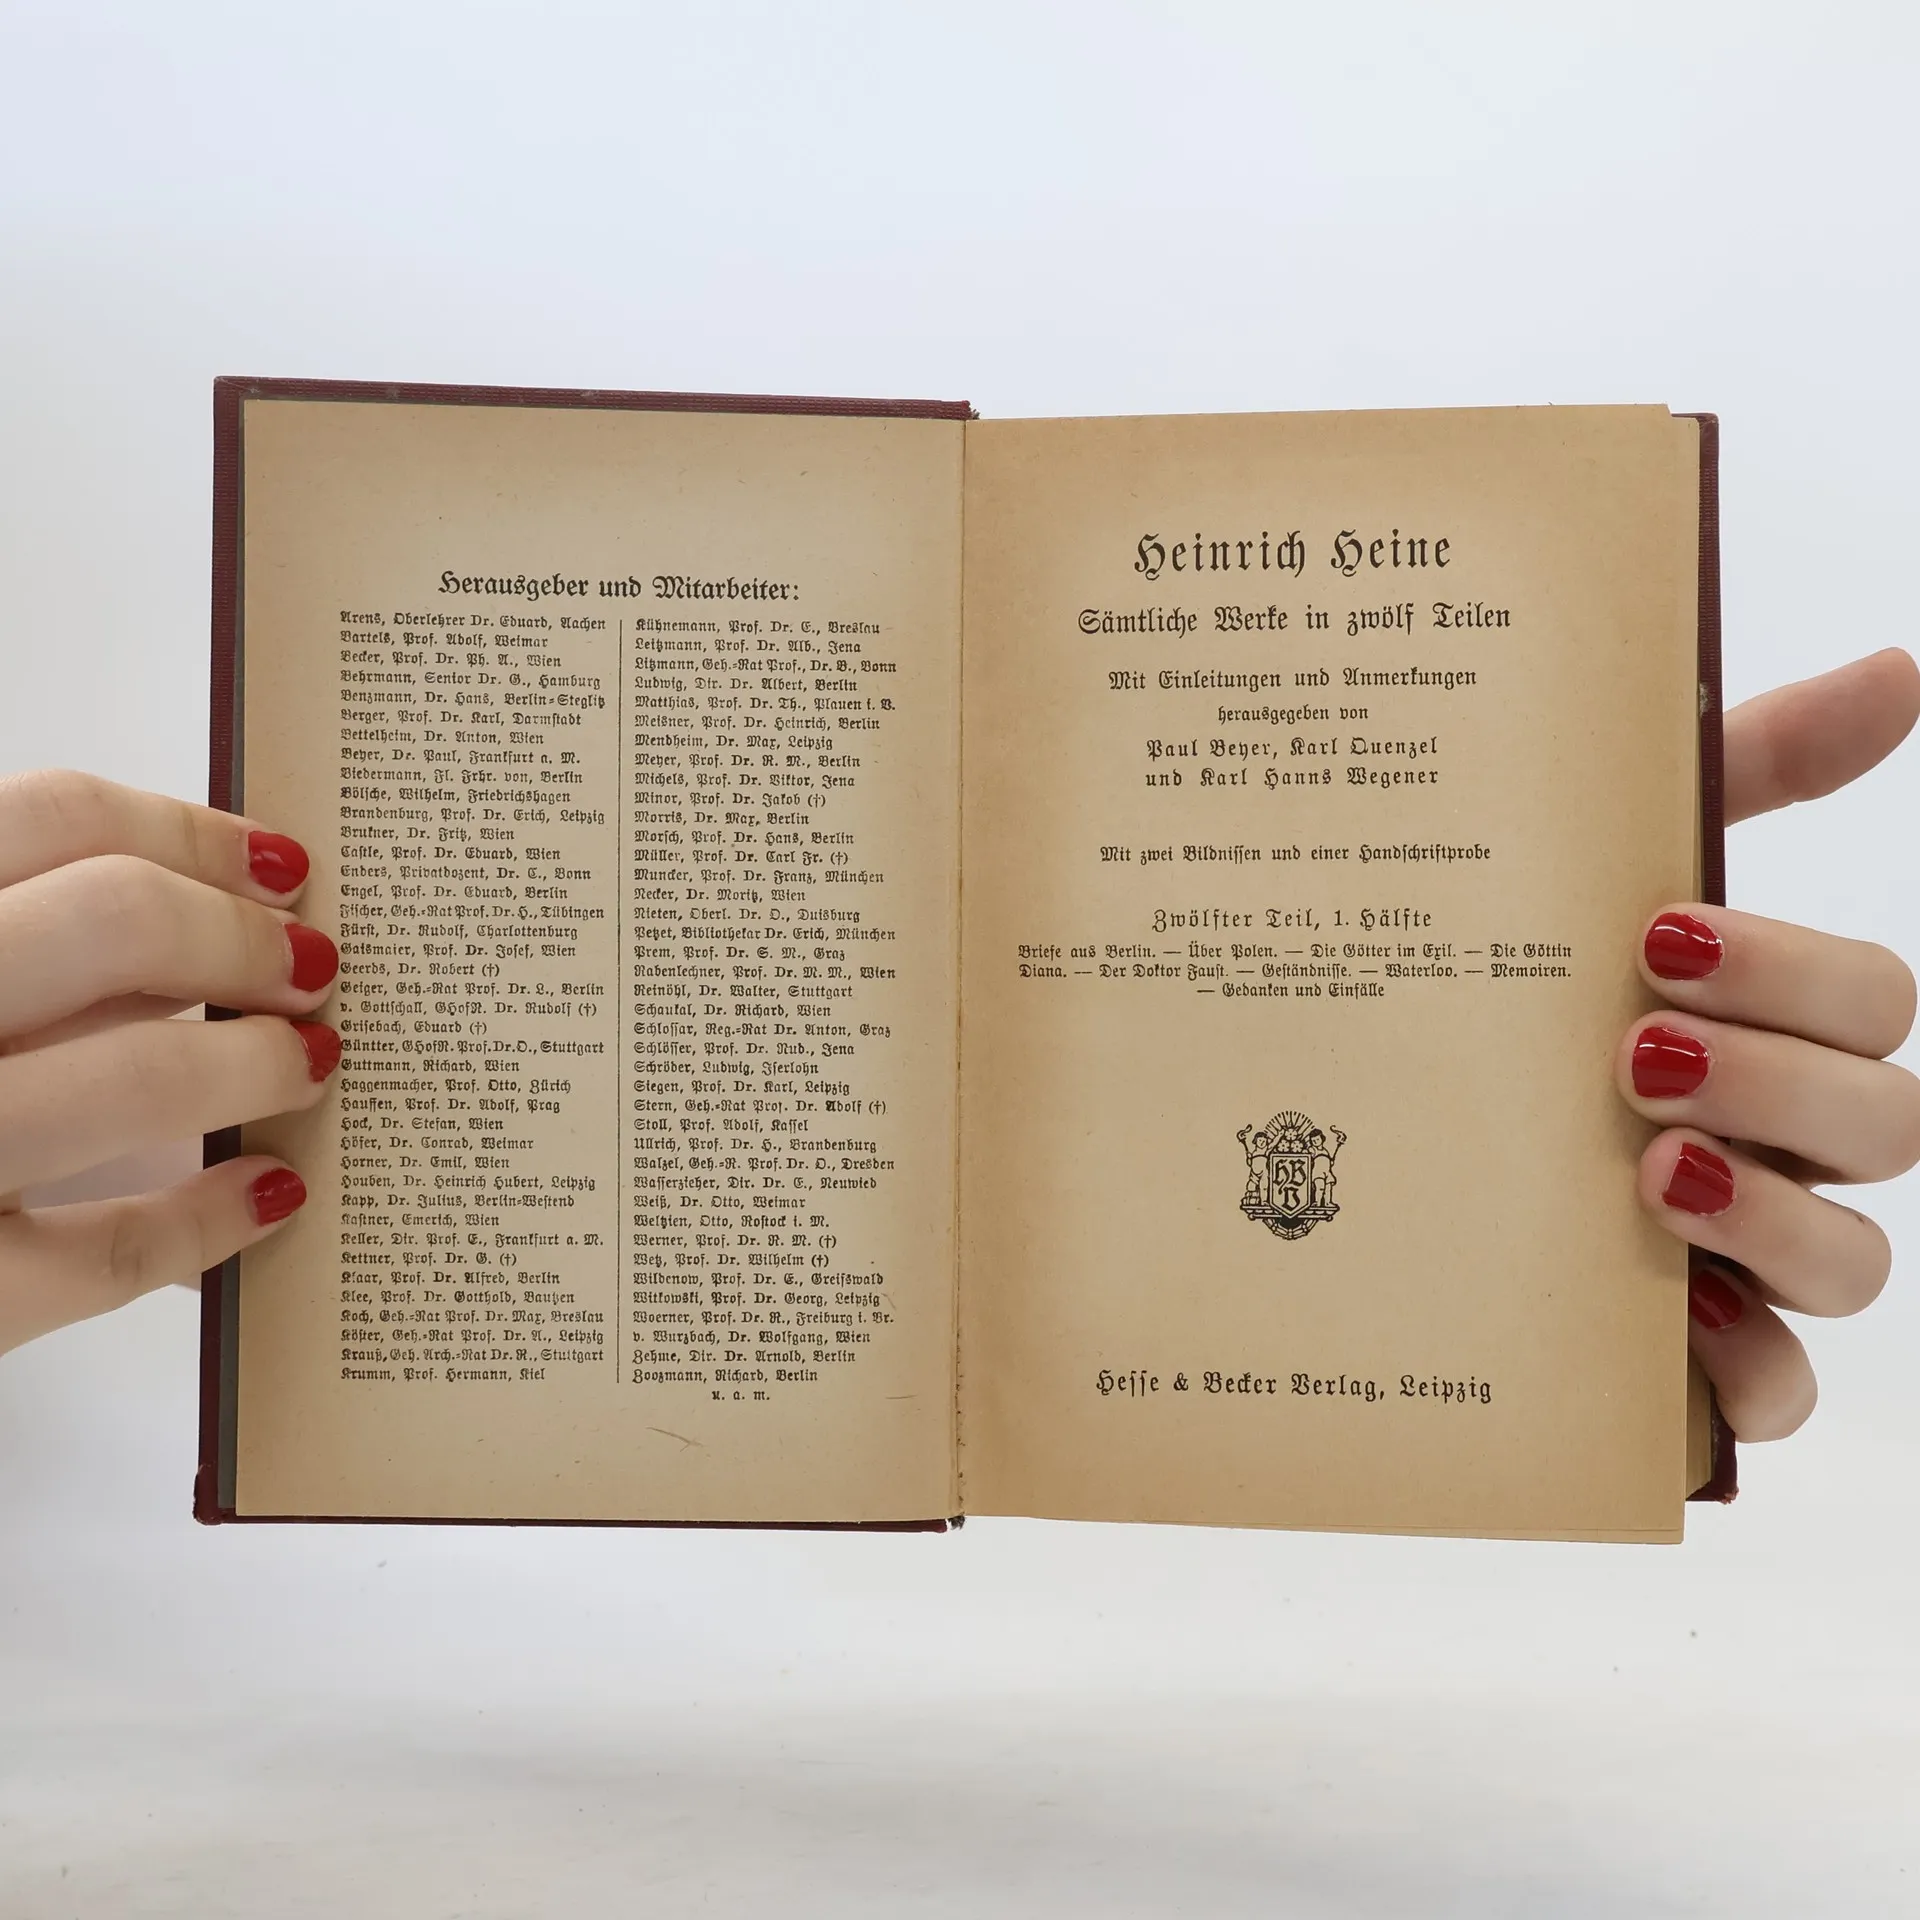 Herausgeber und Mitarbeiter:
Arens, Oberlehrer Dr. Eduard, Aachen
Bartels, Prof. Adolf, Weimar
Becker, Prof. Dr. Ph. A., Wien
Behrmann, Senior Dr. G., Hamburg
Benzmann, Dr. Hans, Berlin-Steglitz
Berger, Prof. Dr. Karl, Darmstadt
Bettelheim, Dr. Anton, Wien
Beyer, Dr. Paul, Frankfurt a. M.
Biedermann, Fl. Frhr. von, Berlin
Bölsche, Wilhelm, Friedrichshagen
Brandenburg, Prof. Dr. Erich, Leipzig
Brukner, Dr. Fritz, Wien
Castle, Prof. Dr. Eduard, Wien
Enders, Privatdozent, Dr. C., Bonn
Engel, Prof. Dr. Eduard, Berlin
Fischer, Geh.-Rat Prof. Dr. H., Tübingen
Fürst, Dr. Rudolf, Charlottenburg
Gaismaier, Prof. Dr. Josef, Wien
Geerds, Dr. Robert (†)
Geiger, Geh.-Rat Prof. Dr. L., Berlin
v. Gottschall, GHofR. Dr. Rudolf (†)
Grisebach, Eduard (†)
Güntter, GHofR. Prof. Dr. O., Stuttgart
Guttmann, Richard, Wien
Haggenmacher, Prof. Otto, Zürich
Hauffen, Prof. Dr. Adolf, Prag
Hock, Dr. Stefan, Wien
Höfer, Dr. Conrad, Weimar
Horner, Dr. Emil, Wien
Houben, Dr. Heinrich Hubert, Leipzig
Kapp, Dr. Julius, Berlin-Westend
Kastner, Emerich, Wien
Keller, Dir. Prof. E., Frankfurt a. M.
Kettner, Prof. Dr. G. (†)
Klaar, Prof. Dr. Alfred, Berlin
Klee, Prof. Dr. Gotthold, Bautzen
Koch, Geh.-Rat Prof. Dr. Max, Breslau
Köster, Geh.-Rat Prof. Dr. A., Leipzig
Krauß, Geh. Arch.-Rat Dr. R., Stuttgart
Krumm, Prof. Hermann, Kiel
Kühnemann, Prof. Dr. E., Breslau
Leitzmann, Prof. Dr. Alb., Jena
Litzmann, Geh.-Rat Prof., Dr. B., Bonn
Ludwig, Dir. Dr. Albert, Berlin
Matthias, Prof. Dr. Th., Plauen i. V.
Meisner, Prof. Dr. Heinrich, Berlin
Mendheim, Dr. Max, Leipzig
Meyer, Prof. Dr. R. M., Berlin
Michels, Prof. Dr. Viktor, Jena
Minor, Prof. Dr. Jakob (†)
Morris, Dr. Max, Berlin
Morsch, Prof. Dr. Hans, Berlin
Müller, Prof. Dr. Carl Fr. (†)
Muncker, Prof. Dr. Franz, München
Necker, Dr. Moritz, Wien
Nieten, Oberl. Dr. O., Duisburg
Petzet, Bibliothekar Dr. Erich, München
Prem, Prof. Dr. S. M., Graz
Rabenlechner, Prof. Dr. M. M., Wien
Reinöhl, Dr. Walter, Stuttgart
Schaukal, Dr. Richard, Wien
Schlossar, Reg.-Rat Dr. Anton, Graz
Schlösser, Prof. Dr. Rud., Jena
Schröder, Ludwig, Iserlohn
Siegen, Prof. Dr. Karl, Leipzig
Stern, Geh.-Rat Prof. Dr. Adolf (†)
Stoll, Prof. Adolf, Kassel
Ullrich, Prof. Dr. H., Brandenburg
Walzel, Geh.-R. Prof. Dr. O., Dresden
Wasserzieher, Dir. Dr. E., Neuwied
Weiß, Dr. Otto, Weimar
Weltzien, Otto, Rostock i. M.
Werner, Prof. Dr. R. M. (†)
Wetz, Prof. Dr. Wilhelm (†)
Wildenow, Prof. Dr. E., Greifswald
Witkowski, Prof. Dr. Georg, Leipzig
Woerner, Prof. Dr. R., Freiburg i. Br.
v. Wurzbach, Dr. Wolfgang, Wien
Zehme, Dir. Dr. Arnold, Berlin
Zoozmann, Richard, Berlin
u. a. m.
Heinrich Heine
Sämtliche Werke in zwölf Teilen
Mit Einleitungen und Anmerkungen
herausgegeben von
Paul Beyer, Karl Quenzel
und Karl Hanns Wegener
Mit zwei Bildnissen und einer Handschriftprobe
Zwölfter Teil, 1. Hälfte
Briefe aus Berlin. — Über Polen. — Die Götter im Exil. — Die Göttin
Diana. — Der Doktor Faust. — Geständnisse. — Waterloo. — Memoiren.
— Gedanken und Einfälle
HB
V
Hesse & Becker Verlag, Leipzig